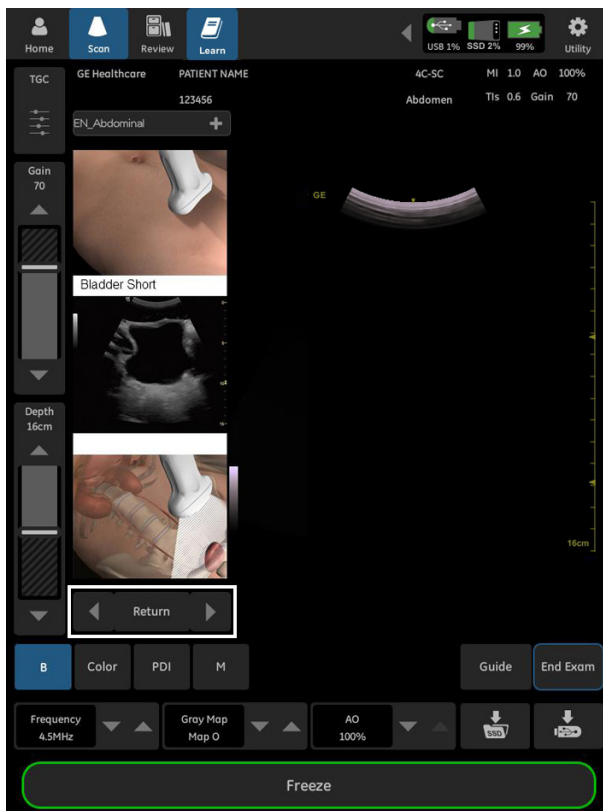 Home
Scan
Review
Learn
USB 1%
SSD 2%
99%
Utility
TGC
GE Healthcare
PATIENT NAME
4C-SC
MI 1.0 AO 100%
123456
Abdomen
TIs 0.6 Gain 70
EN_Abdominal
Gain
70
GE
Bladder Short
Depth
16cm
16cm
Return
B
Color
PDI
M
Guide
End Exam
Frequency
4.5MHz
Gray Map
Map 0
AO
100%
SSD
Freeze